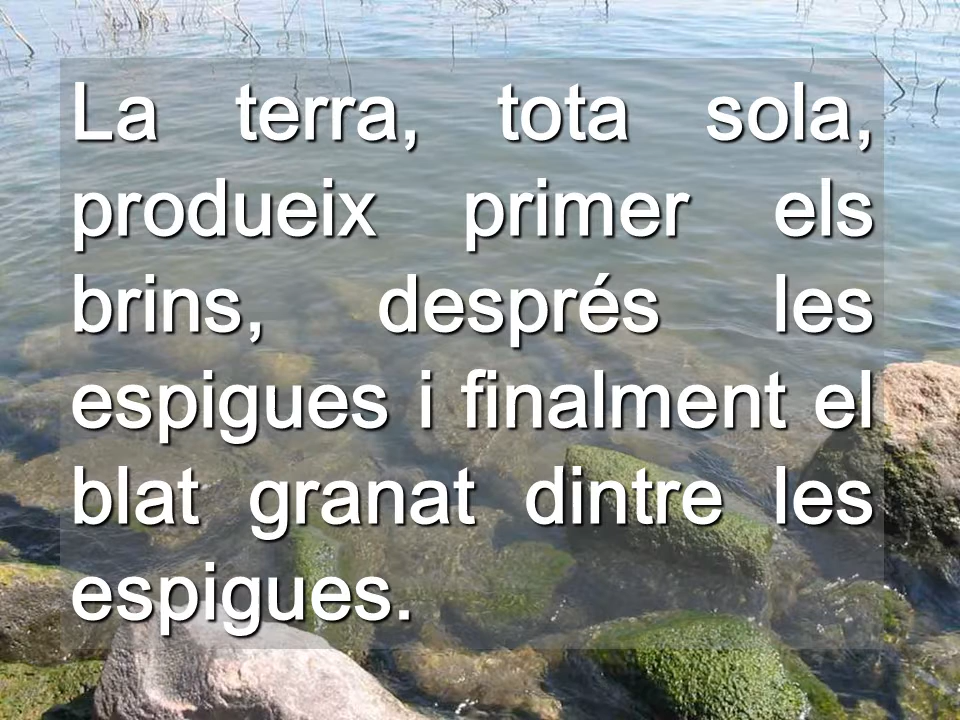 La terra, tota sola,
produeix primer els
brins, després les
espigues i finalment el
blat granat dintre les
espigues.